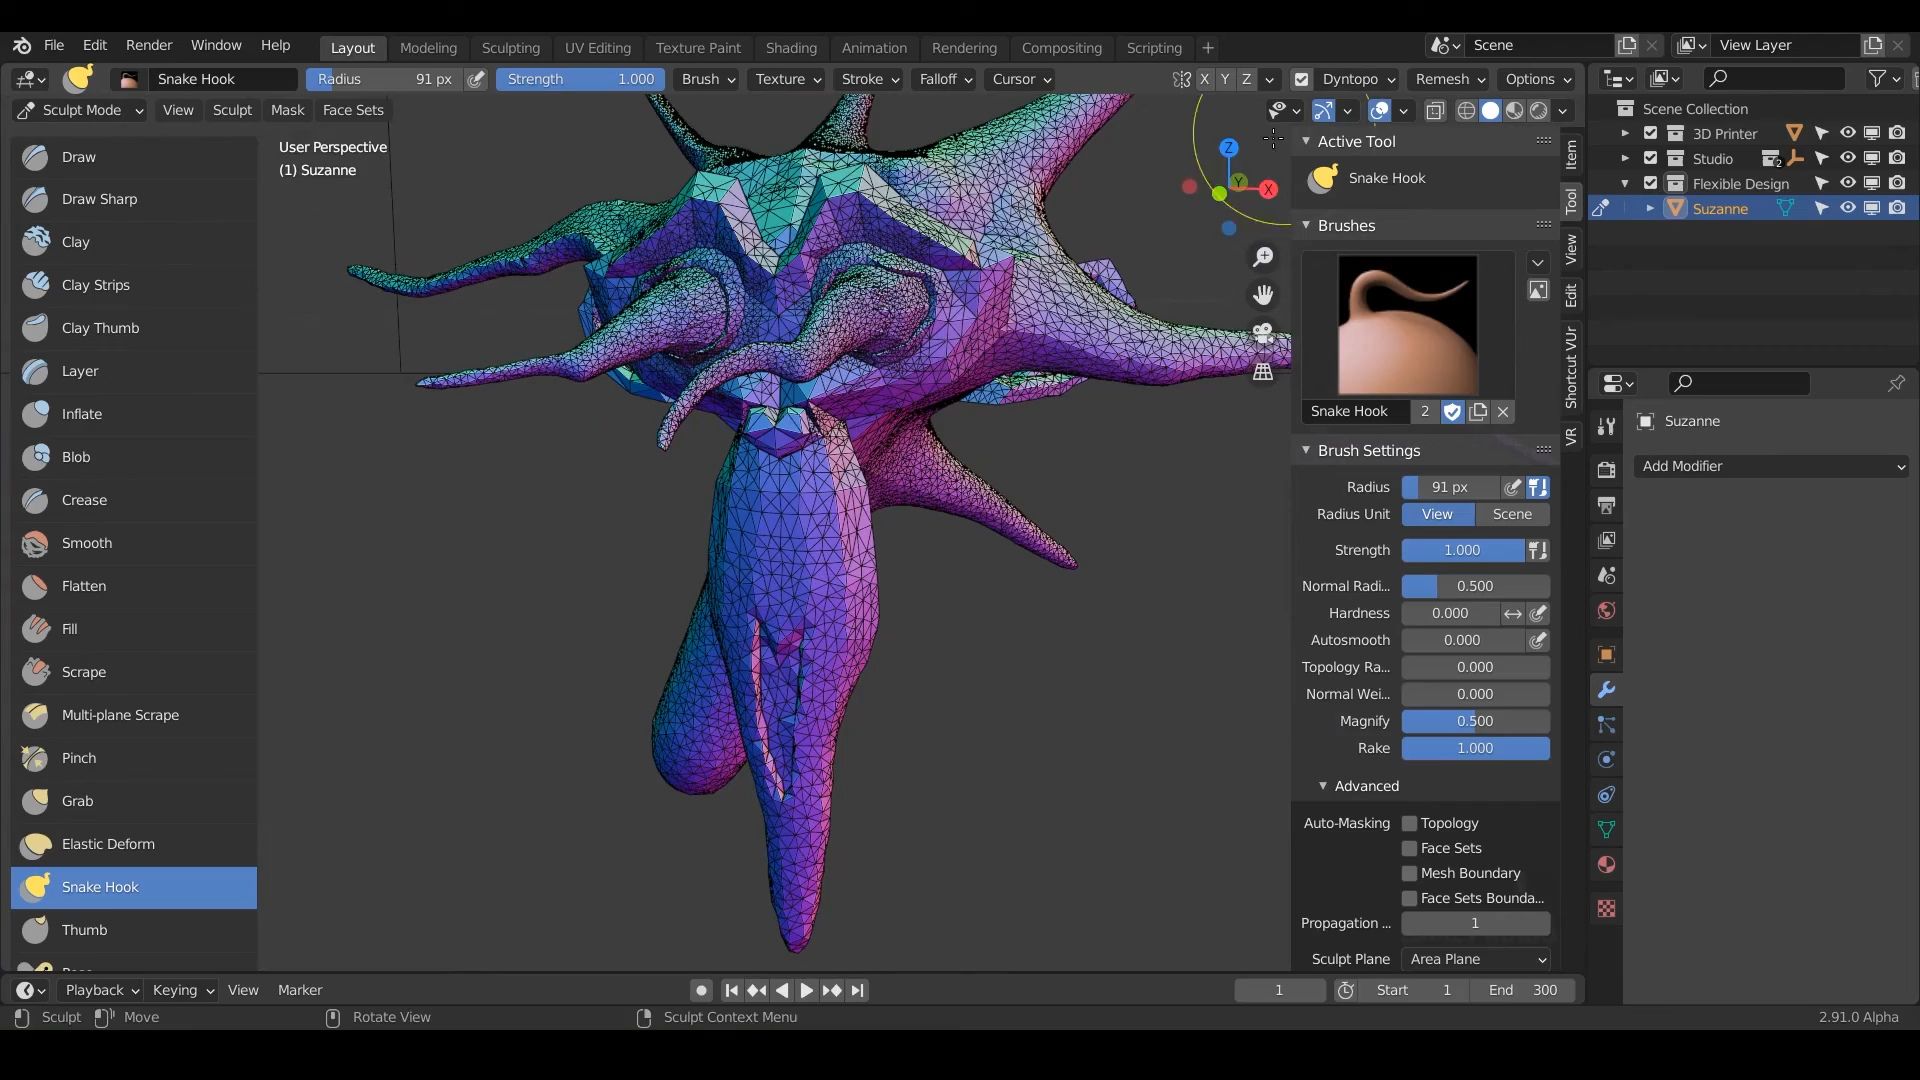 File Edit Render Window Help Layout Modeling Sculpting UV Editing Texture Paint Shading Animation Rendering Compositing Scripting + Scene View Layer
Snake Hook Radius 91 px Strength 1.000 Brush Texture Stroke Falloff Cursor X Y Z Dyntopo Remesh Options
Sculpt Mode View Sculpt Mask Face Sets
User Perspective
(1) Suzanne
Draw
Draw Sharp
Clay
Clay Strips
Clay Thumb
Layer
Inflate
Blob
Crease
Smooth
Flatten
Fill
Scrape
Multi-plane Scrape
Pinch
Grab
Elastic Deform
Snake Hook
Thumb
Z
Y
X
Active Tool
Snake Hook
Brushes
Snake Hook 2
Brush Settings
Radius 91 px
Radius Unit View Scene
Strength 1.000
Normal Radi... 0.500
Hardness 0.000
Autosmooth 0.000
Topology Ra... 0.000
Normal Wei... 0.000
Magnify 0.500
Rake 1.000
Advanced
Auto-Masking Topology
Face Sets
Mesh Boundary
Face Sets Bounda...
Propagation ... 1
Sculpt Plane Area Plane
Item
Tool
View
Edit
Shortcut VUr
VR
Scene Collection
3D Printer
Studio 2
Flexible Design
Suzanne
Suzanne
Add Modifier
Playback Keying View Marker 1 Start 1 End 300
Sculpt Move Rotate View Sculpt Context Menu 2.91.0 Alpha